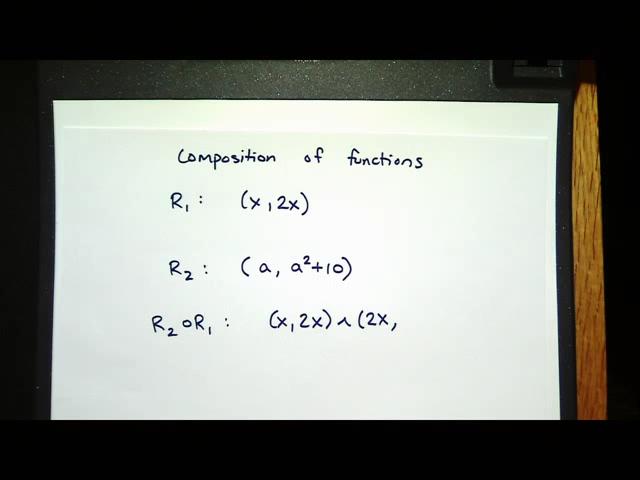 Composition of functions
R₁ : (x, 2x)
R₂ : (a, a²+10)
R₂∘R₁ : (x, 2x) ∧ (2x,